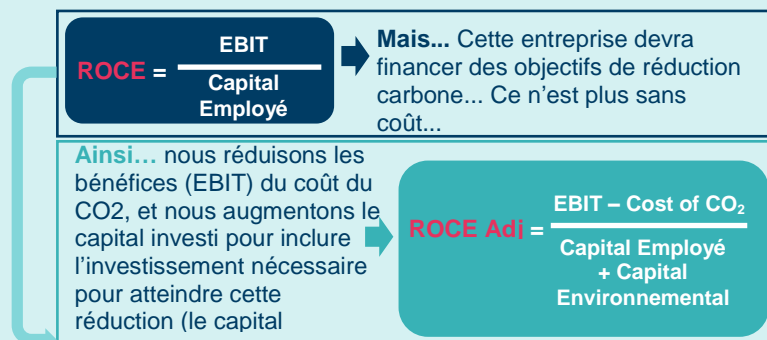 ROCE =
EBIT
Capital
Employé
Mais... Cette entreprise devra
financer des objectifs de réduction
carbone... Ce n'est plus sans
coût...
Ainsi… nous réduisons les
bénéfices (EBIT) du coût du
CO2, et nous augmentons le
capital investi pour inclure
l'investissement nécessaire
pour atteindre cette
réduction (le capital
ROCE Adj =
EBIT – Cost of CO₂
Capital Employé
+ Capital
Environnemental